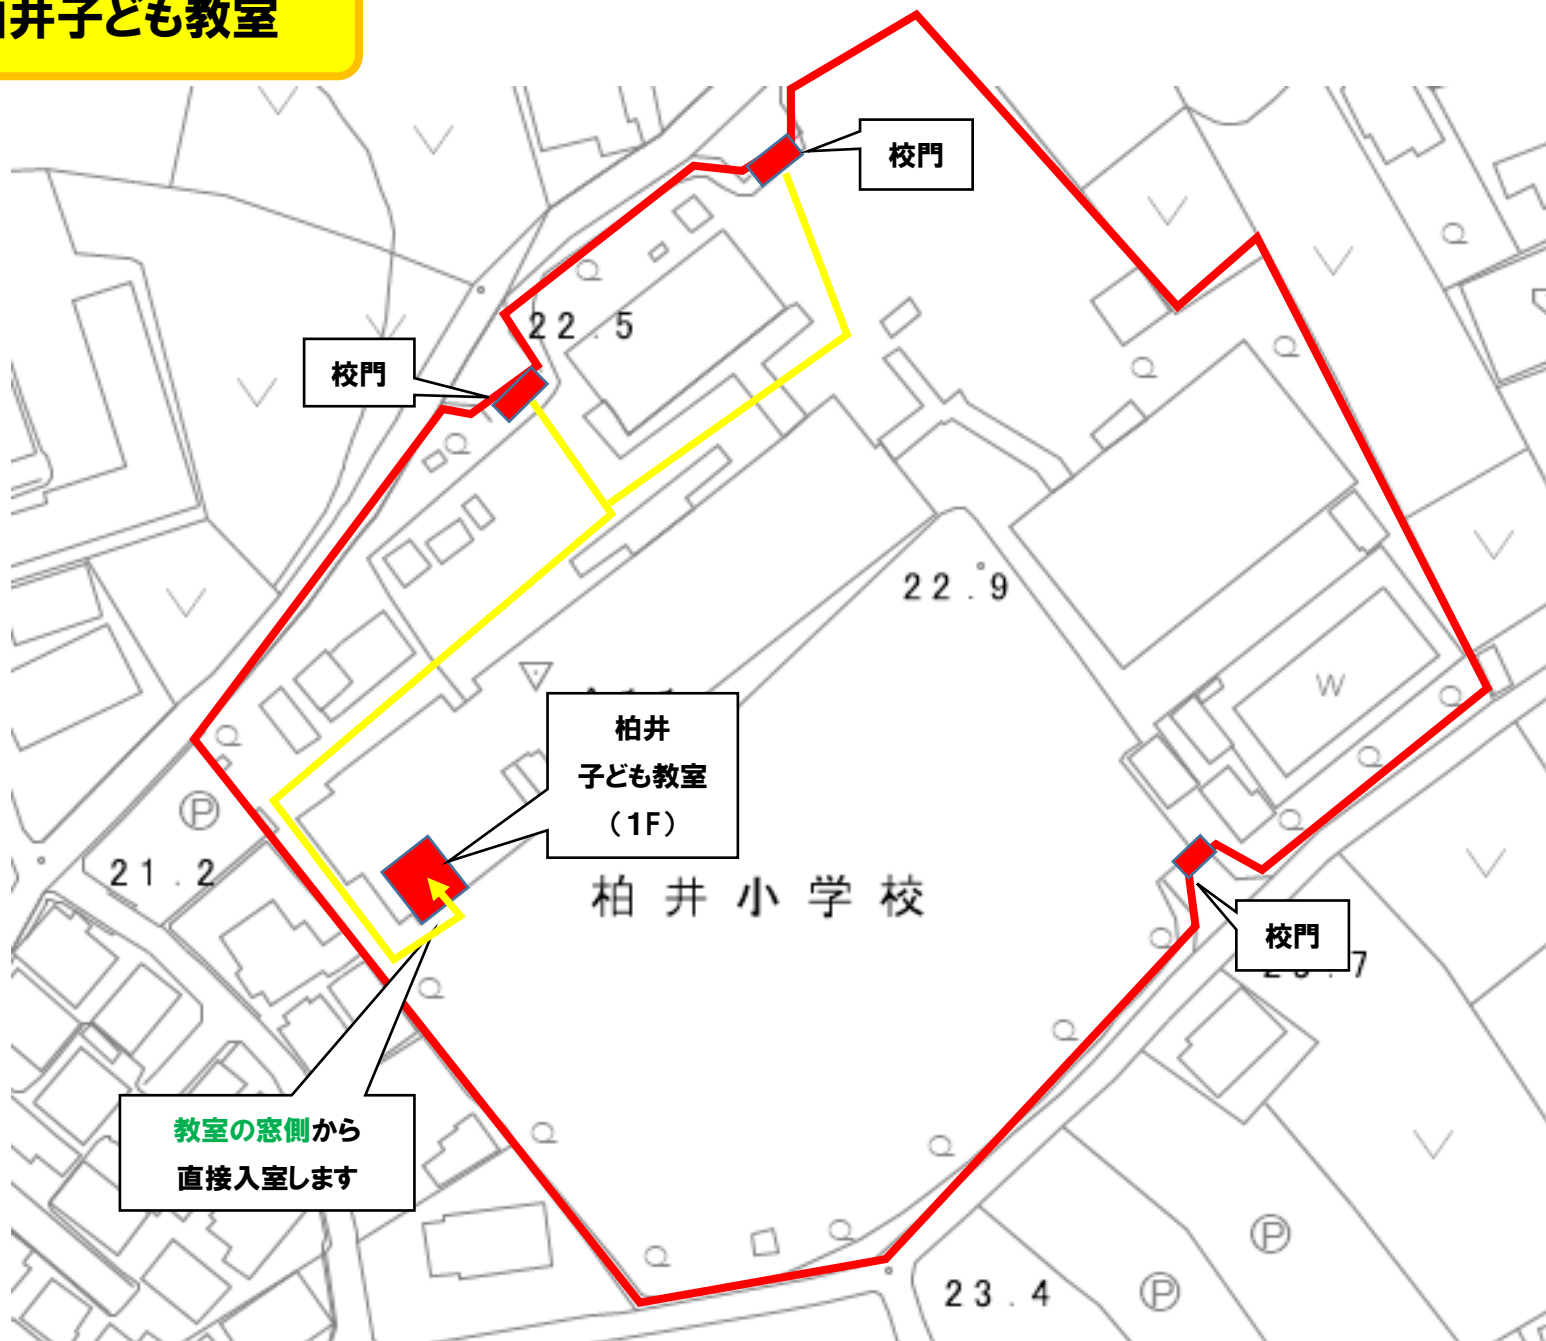 井子ども教室
校門
22.5
校門
22.9
W
柏井
子ども教室
（1F）
P
21.2
柏井小学校
校門
教室の窓側から
直接入室します
P
23.4
P